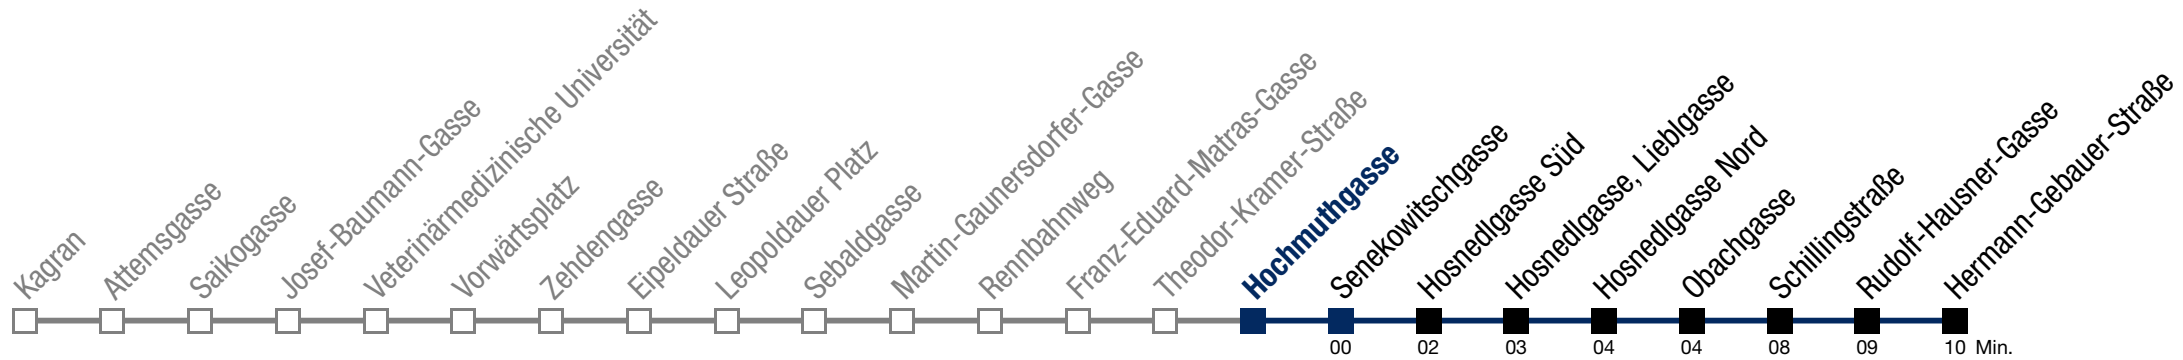 Kagran
Attemsgasse
Saikogasse
Josef-Baumann-Gasse
Veterinärmedizinische Universität
Vorwärtsplatz
Zehdengasse
Eipeldauer Straße
Leopoldauer Platz
Sebaldgasse
Martin-Gaunersdorfer-Gasse
Rennbahnweg
Franz-Eduard-Matras-Gasse
Theodor-Kramer-Straße
Hochmuthgasse
Senekowitschgasse
Hosnedlgasse Süd
Hosnedlgasse, Lieblgasse
Hosnedlgasse Nord
Obachgasse
Schillingstraße
Rudolf-Hausner-Gasse
Hermann-Gebauer-Straße
00 02 03 04 04 08 09 10 Min.